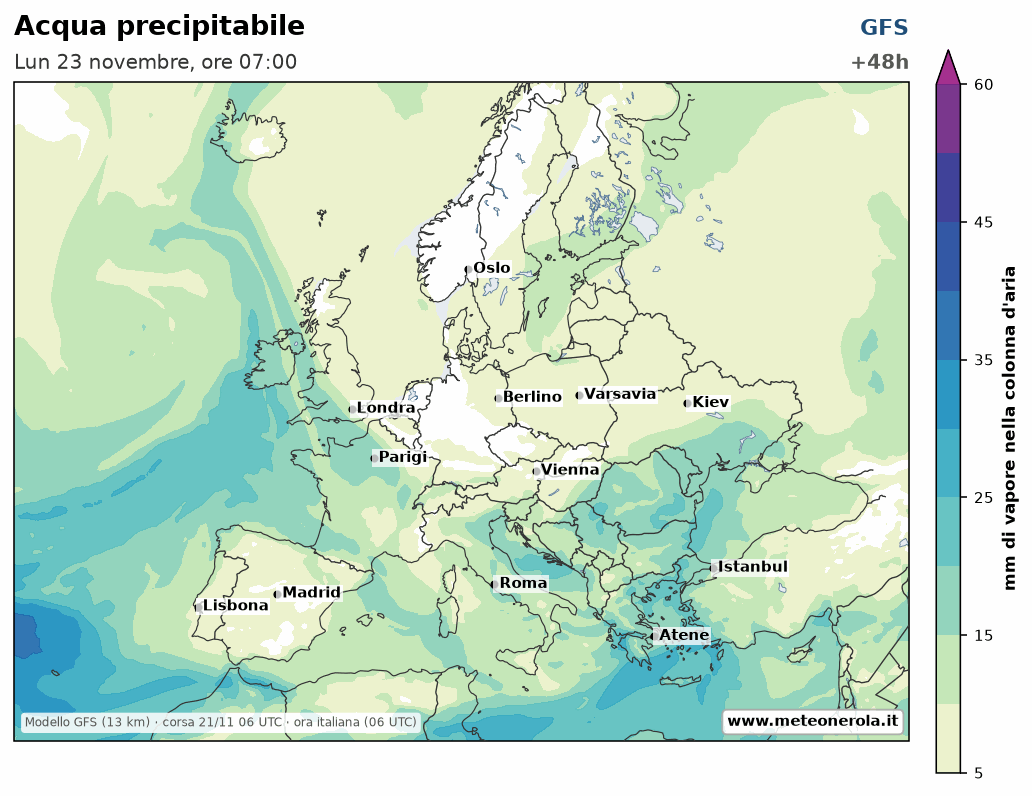 Acqua precipitabile
GFS
Lun 23 novembre, ore 07:00
+48h
60
45
35
25
15
5
mm di vapore nella colonna d'aria
Oslo
Berlino
Varsavia
Kiev
Londra
Parigi
Vienna
Istanbul
Roma
Madrid
Lisbona
Atene
Modello GFS (13 km) · corsa 21/11 06 UTC · ora italiana (06 UTC)
www.meteonerola.it